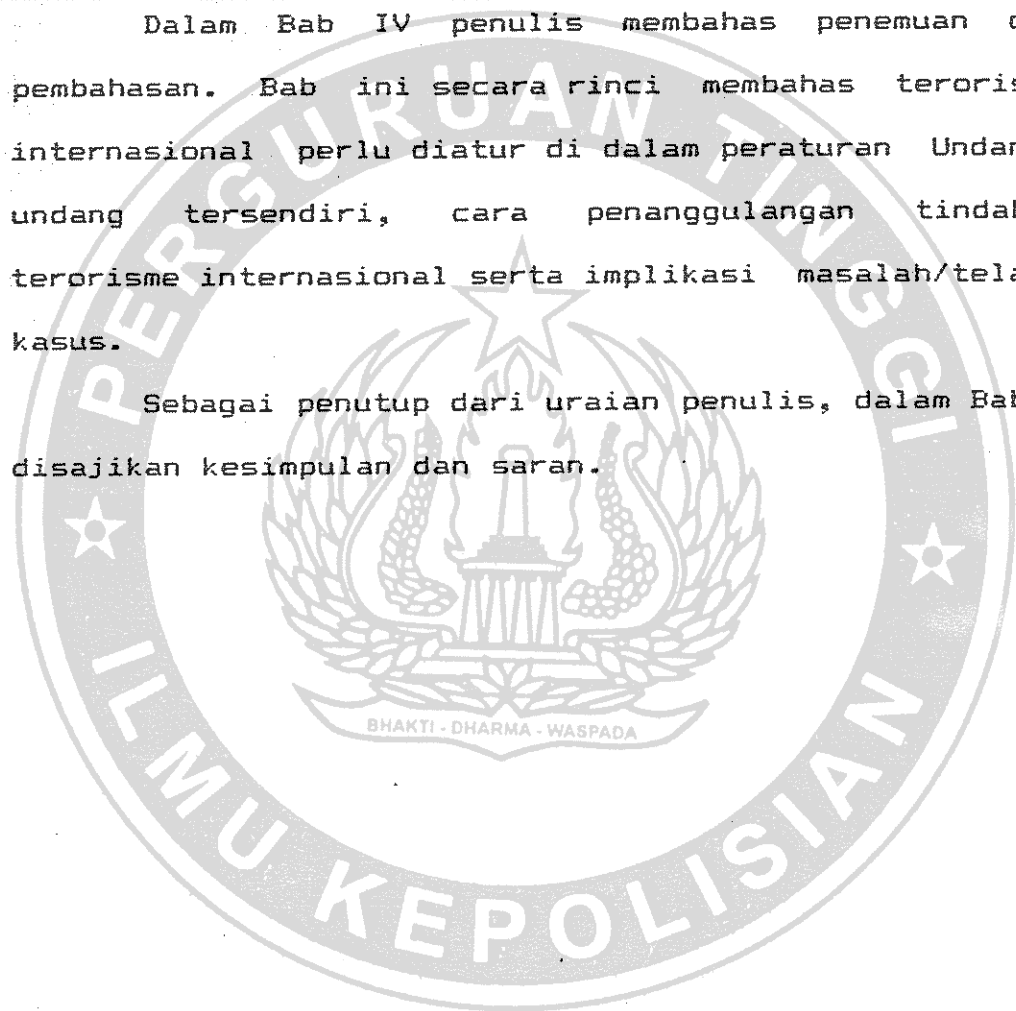 Dalam Bab IV penulis membahas penemuan d
pembahasan. Bab ini secara rinci membahas teroris
internasional perlu diatur di dalam peraturan Undan
undang tersendiri, cara penanggulangan tindak
terorisme internasional serta implikasi masalah/tela
kasus.
Sebagai penutup dari uraian penulis, dalam Bab
disajikan kesimpulan dan saran.
PERGURUAN TINGGI
BHAKTI - DHARMA - WASPADA
ILMU KEPOLISIAN